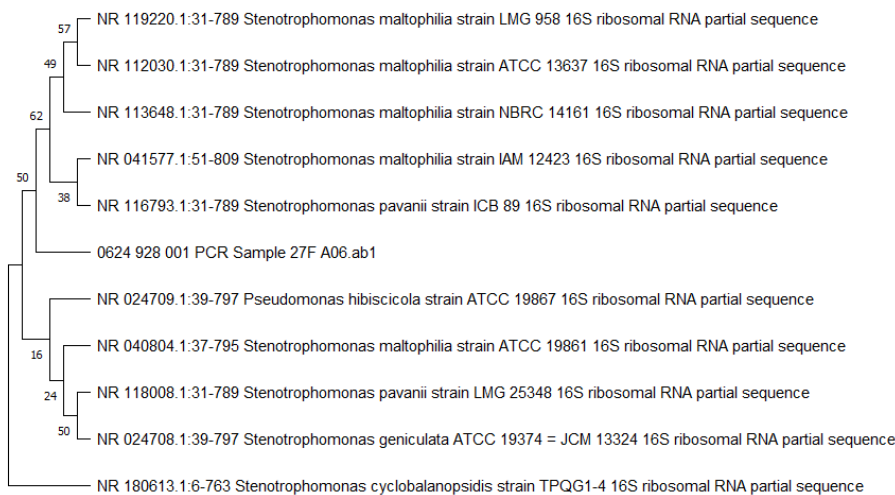 NR 119220.1:31-789 Stenotrophomonas maltophilia strain LMG 958 16S ribosomal RNA partial sequence
57
49
NR 112030.1:31-789 Stenotrophomonas maltophilia strain ATCC 13637 16S ribosomal RNA partial sequence
62
NR 113648.1:31-789 Stenotrophomonas maltophilia strain NBRC 14161 16S ribosomal RNA partial sequence
NR 041577.1:51-809 Stenotrophomonas maltophilia strain IAM 12423 16S ribosomal RNA partial sequence
50
38
NR 116793.1:31-789 Stenotrophomonas pavanii strain ICB 89 16S ribosomal RNA partial sequence
0624 928 001 PCR Sample 27F A06.ab1
NR 024709.1:39-797 Pseudomonas hibiscicola strain ATCC 19867 16S ribosomal RNA partial sequence
16
NR 040804.1:37-795 Stenotrophomonas maltophilia strain ATCC 19861 16S ribosomal RNA partial sequence
24
NR 118008.1:31-789 Stenotrophomonas pavanii strain LMG 25348 16S ribosomal RNA partial sequence
50
NR 024708.1:39-797 Stenotrophomonas geniculata ATCC 19374 = JCM 13324 16S ribosomal RNA partial sequence
NR 180613.1:6-763 Stenotrophomonas cyclobalanopsidis strain TPQG1-4 16S ribosomal RNA partial sequence